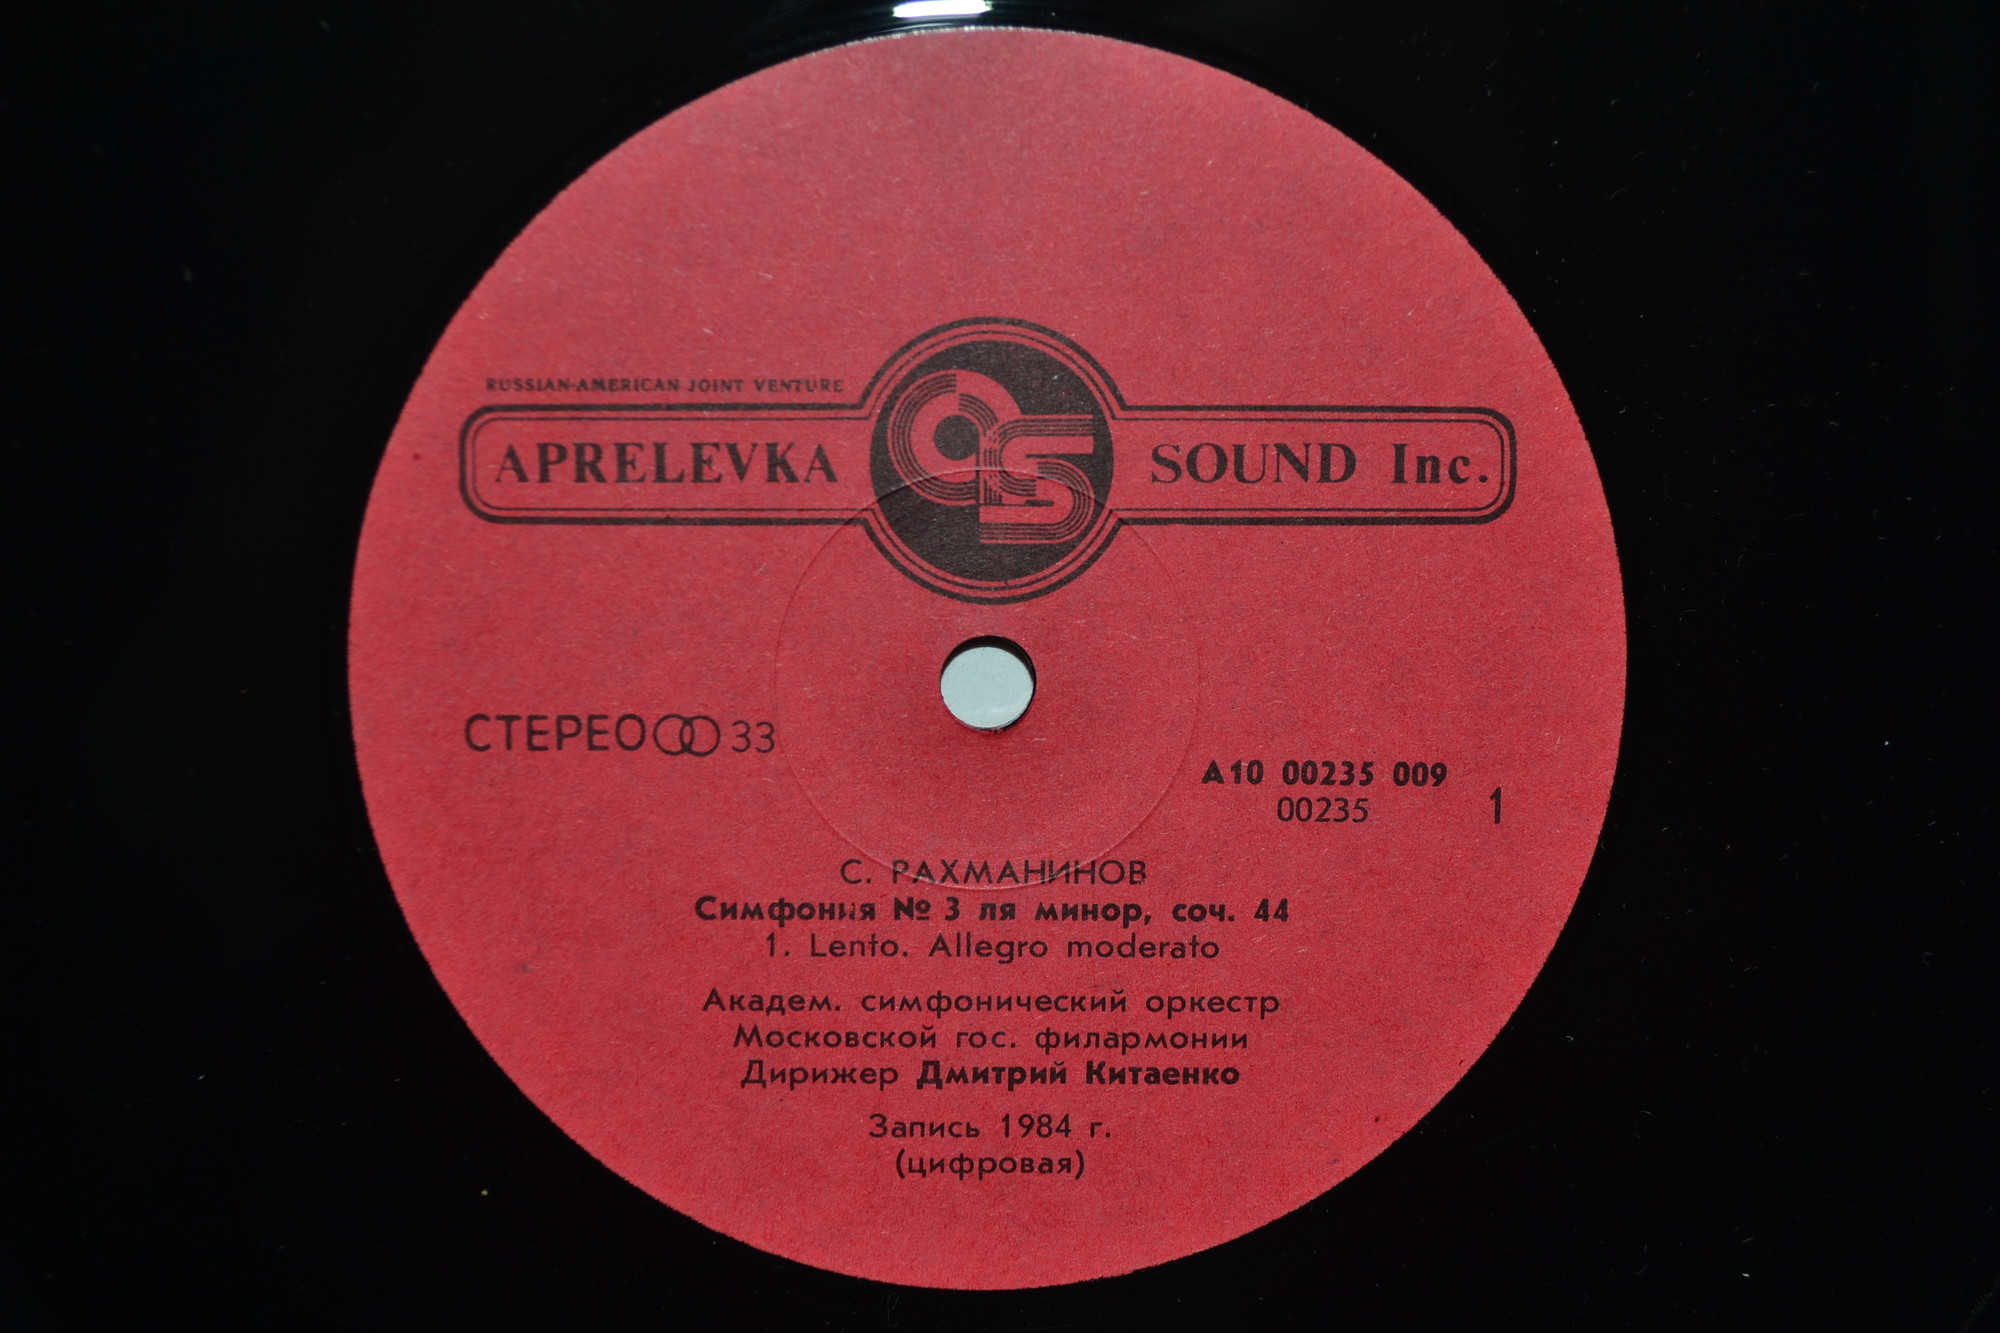 RUSSIAN-AMERICAN JOINT VENTURE
APRELEVKA SOUND Inc.
СТЕРЕО 33
А10 00235 009
00235
1
С. РАХМАНИНОВ
Симфония № 3 ля минор, соч. 44
1. Lento. Allegro moderato
Академ. симфонический оркестр
Московской гос. филармонии
Дирижер Дмитрий Китаенко
Запись 1984 г.
(цифровая)